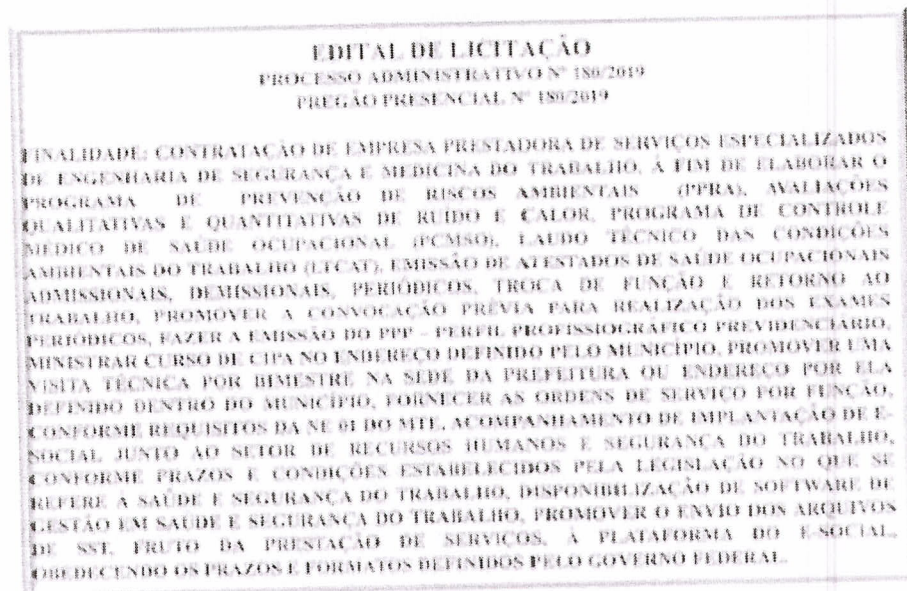 EDITAL DE LICITAÇÃO
PROCESSO ADMINISTRATIVO Nº 180/2019
PREGÃO PRESENCIAL Nº 180/2019
FINALIDADE: CONTRATAÇÃO DE EMPRESA PRESTADORA DE SERVIÇOS ESPECIALIZADOS
DE ENGENHARIA DE SEGURANÇA E MEDICINA DO TRABALHO, À FIM DE ELABORAR O
PROGRAMA DE PREVENÇÃO DE RISCOS AMBIENTAIS (PPRA), AVALIAÇÕES
QUALITATIVAS E QUANTITATIVAS DE RUÍDO E CALOR, PROGRAMA DE CONTROLE
MÉDICO DE SAÚDE OCUPACIONAL (PCMSO), LAUDO TÉCNICO DAS CONDIÇÕES
AMBIENTAIS DO TRABALHO (LTCAT), EMISSÃO DE ATESTADOS DE SAÚDE OCUPACIONAIS
ADMISSIONAIS, DEMISSIONAIS, PERIÓDICOS, TROCA DE FUNÇÃO E RETORNO AO
TRABALHO, PROMOVER A CONVOCAÇÃO PRÉVIA PARA REALIZAÇÃO DOS EXAMES
PERIÓDICOS, FAZER A EMISSÃO DO PPP – PERFIL PROFISSIOGRÁFICO PREVIDENCIÁRIO,
MINISTRAR CURSO DE CIPA NO ENDEREÇO DEFINIDO PELO MUNICÍPIO, PROMOVER UMA
VISITA TÉCNICA POR BIMESTRE NA SEDE DA PREFEITURA OU ENDEREÇO POR ELA
DEFINIDO DENTRO DO MUNICÍPIO, FORNECER AS ORDENS DE SERVIÇO POR FUNÇÃO,
CONFORME REQUISITOS DA NE 01 DO MTE, ACOMPANHAMENTO DE IMPLANTAÇÃO DE E-
SOCIAL JUNTO AO SETOR DE RECURSOS HUMANOS E SEGURANÇA DO TRABALHO,
CONFORME PRAZOS E CONDIÇÕES ESTABELECIDOS PELA LEGISLAÇÃO NO QUE SE
REFERE A SAÚDE E SEGURANÇA DO TRABALHO, DISPONIBILIZAÇÃO DE SOFTWARE DE
GESTÃO EM SAÚDE E SEGURANÇA DO TRABALHO, PROMOVER O ENVIO DOS ARQUIVOS
DE SST, FRUTO DA PRESTAÇÃO DE SERVIÇOS, À PLATAFORMA DO E-SOCIAL,
OBEDECENDO OS PRAZOS E FORMATOS DEFINIDOS PELO GOVERNO FEDERAL.